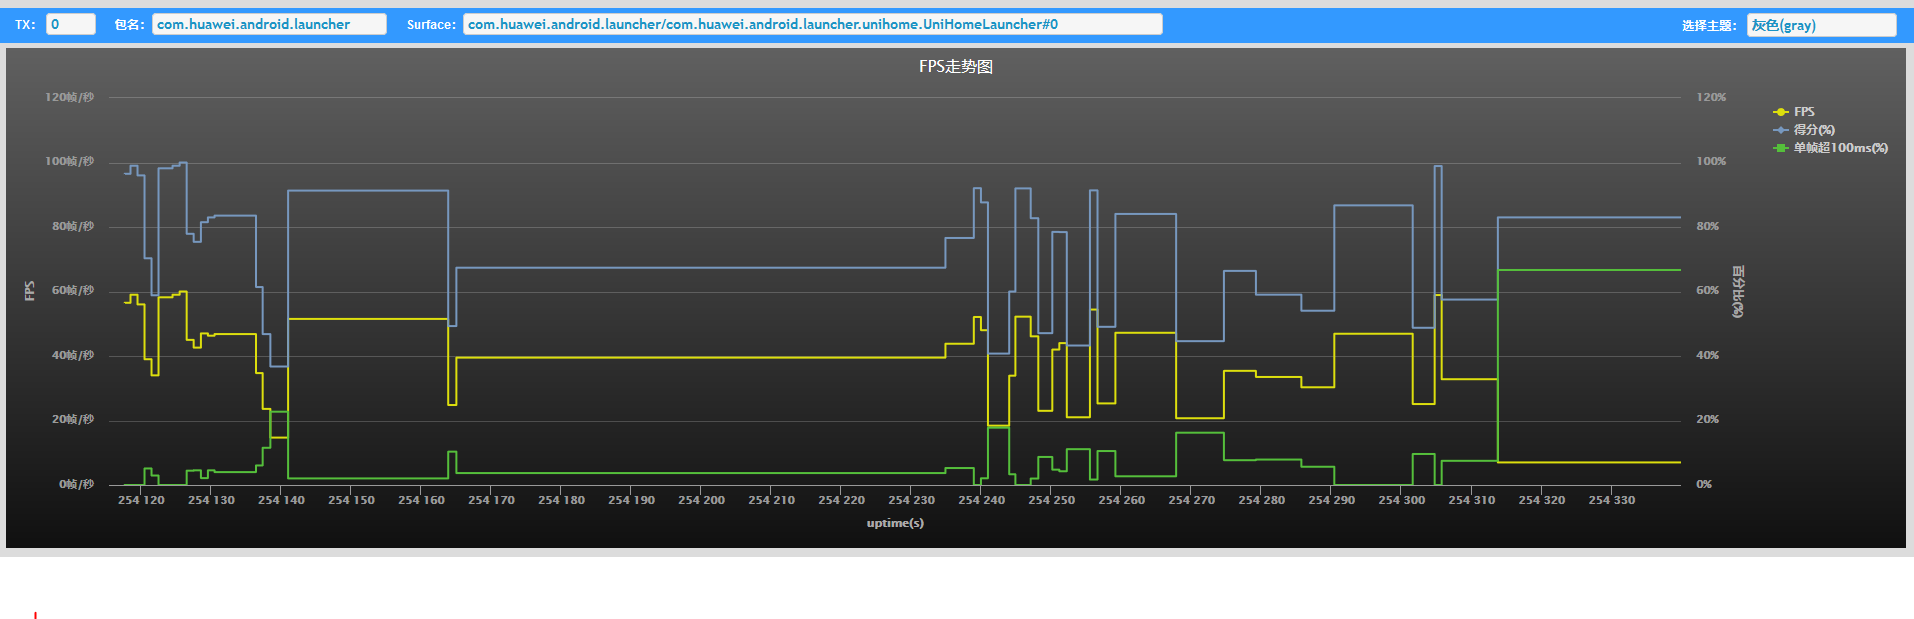 TX: 0 包名: com.huawei.android.launcher Surface: com.huawei.android.launcher/com.huawei.android.launcher.unihome.UniHomeLauncher#0 选择主题: 灰色(gray)
FPS走势图
120帧/秒
100帧/秒
80帧/秒
60帧/秒
40帧/秒
20帧/秒
0帧/秒
FPS
120%
100%
80%
60%
40%
20%
0%
百分比(%)
FPS
得分(%)
单帧超100ms(%)
254 120 254 130 254 140 254 150 254 160 254 170 254 180 254 190 254 200 254 210 254 220 254 230 254 240 254 250 254 260 254 270 254 280 254 290 254 300 254 310 254 320 254 330
uptime(s)